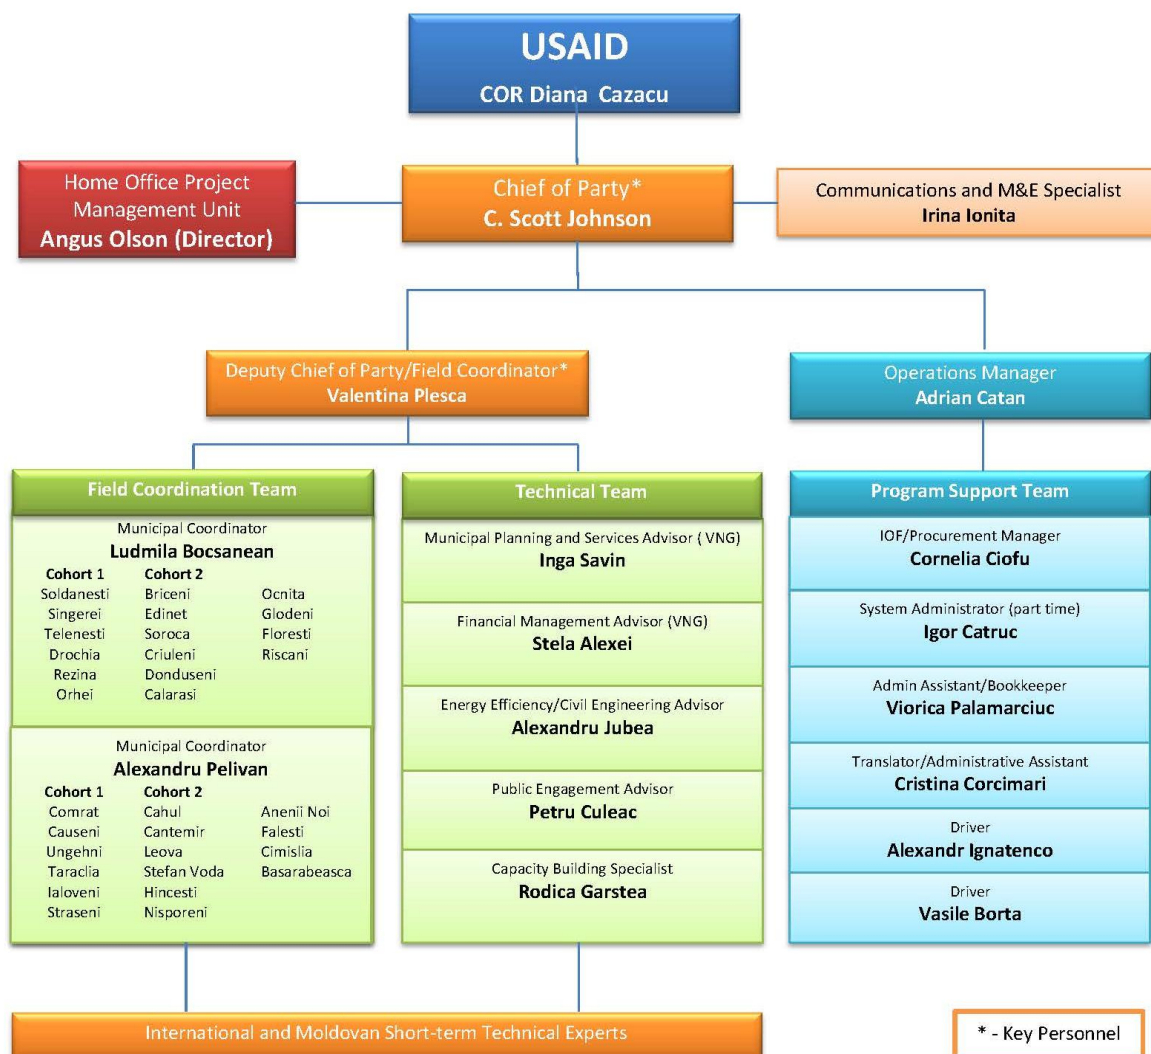 USAID
COR Diana Cazacu
Home Office Project
Management Unit
Angus Olson (Director)
Chief of Party*
C. Scott Johnson
Communications and M&E Specialist
Irina Ionita
Deputy Chief of Party/Field Coordinator*
Valentina Plesca
Operations Manager
Adrian Catan
Field Coordination Team
Municipal Coordinator
Ludmila Bocsanean
Cohort 1 Cohort 2
Soldanesti Briceni Ocnita
Singerei Edinet Glodeni
Telenesti Soroca Floresti
Drochia Criuleni Riscani
Rezina Donduseni
Orhei Calarasi
Municipal Coordinator
Alexandru Pelivan
Cohort 1 Cohort 2
Comrat Cahul Anenii Noi
Causeni Cantemir Falesti
Ungehni Leova Cimislia
Taraclia Stefan Voda Basarabeasca
Ialoveni Hincesti
Straseni Nisporeni
Technical Team
Municipal Planning and Services Advisor ( VNG)
Inga Savin
Financial Management Advisor (VNG)
Stela Alexei
Energy Efficiency/Civil Engineering Advisor
Alexandru Jubea
Public Engagement Advisor
Petru Culeac
Capacity Building Specialist
Rodica Garstea
Program Support Team
IOF/Procurement Manager
Cornelia Ciofu
System Administrator (part time)
Igor Catruc
Admin Assistant/Bookkeeper
Viorica Palamarciuc
Translator/Administrative Assistant
Cristina Corcimari
Driver
Alexandr Ignatenco
Driver
Vasile Borta
International and Moldovan Short-term Technical Experts
* - Key Personnel